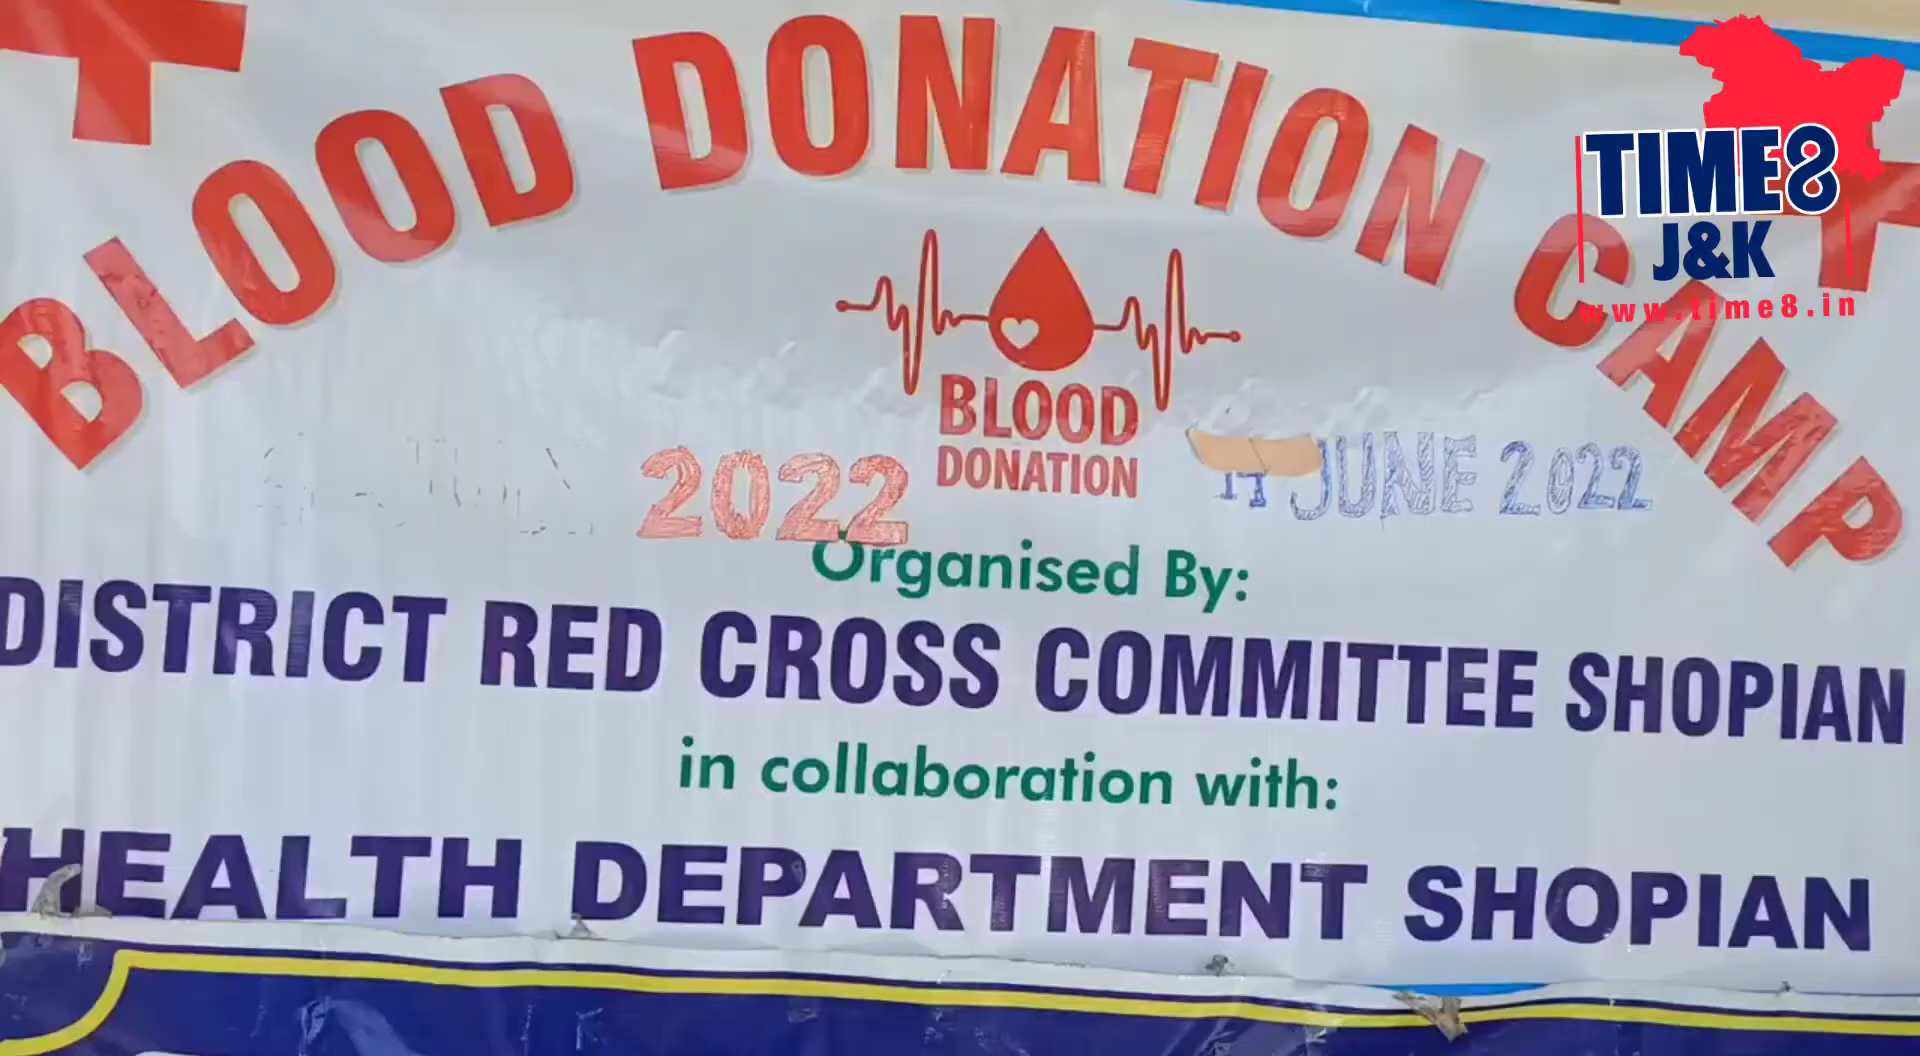 BLOOD DONATION CAMP
TIME8
J&K
www.time8.in
BLOOD
DONATION
2022
JUNE 2022
Organised By:
DISTRICT RED CROSS COMMITTEE SHOPIAN
in collaboration with:
HEALTH DEPARTMENT SHOPIAN